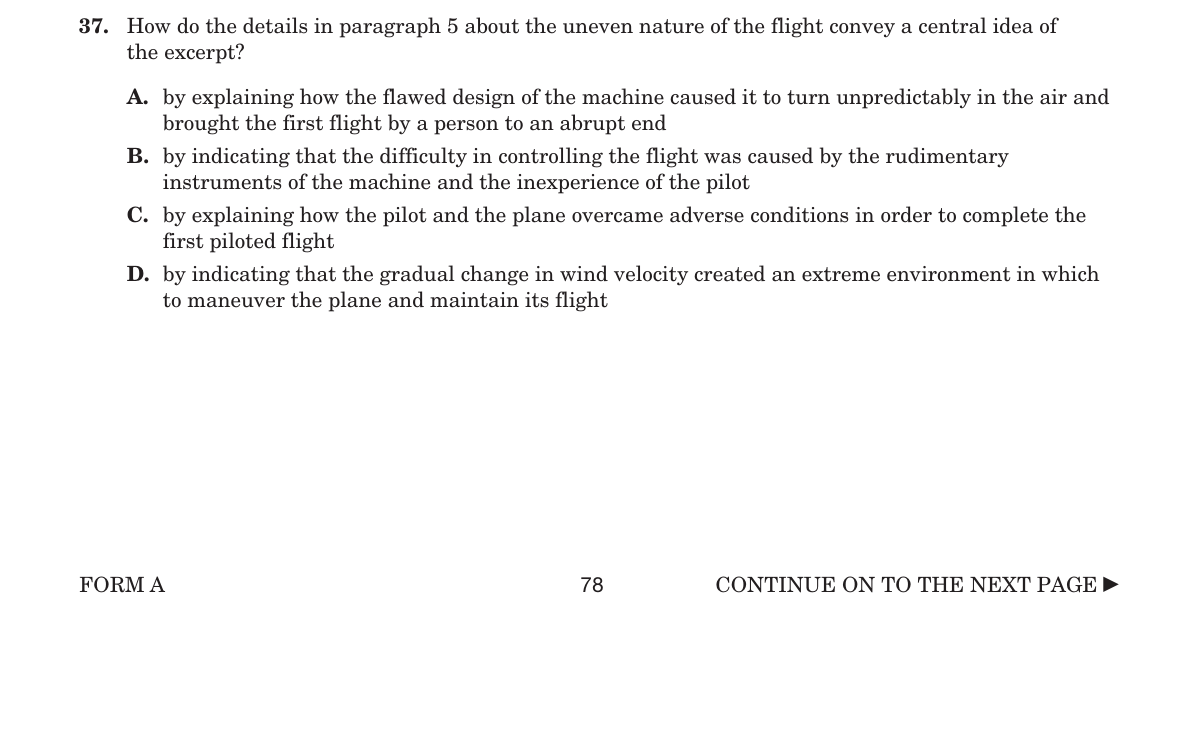 37. How do the details in paragraph 5 about the uneven nature of the flight convey a central idea of
the excerpt?
A. by explaining how the flawed design of the machine caused it to turn unpredictably in the air and
brought the first flight by a person to an abrupt end
B. by indicating that the difficulty in controlling the flight was caused by the rudimentary
instruments of the machine and the inexperience of the pilot
C. by explaining how the pilot and the plane overcame adverse conditions in order to complete the
first piloted flight
D. by indicating that the gradual change in wind velocity created an extreme environment in which
to maneuver the plane and maintain its flight
FORM A 78 CONTINUE ON TO THE NEXT PAGE ►